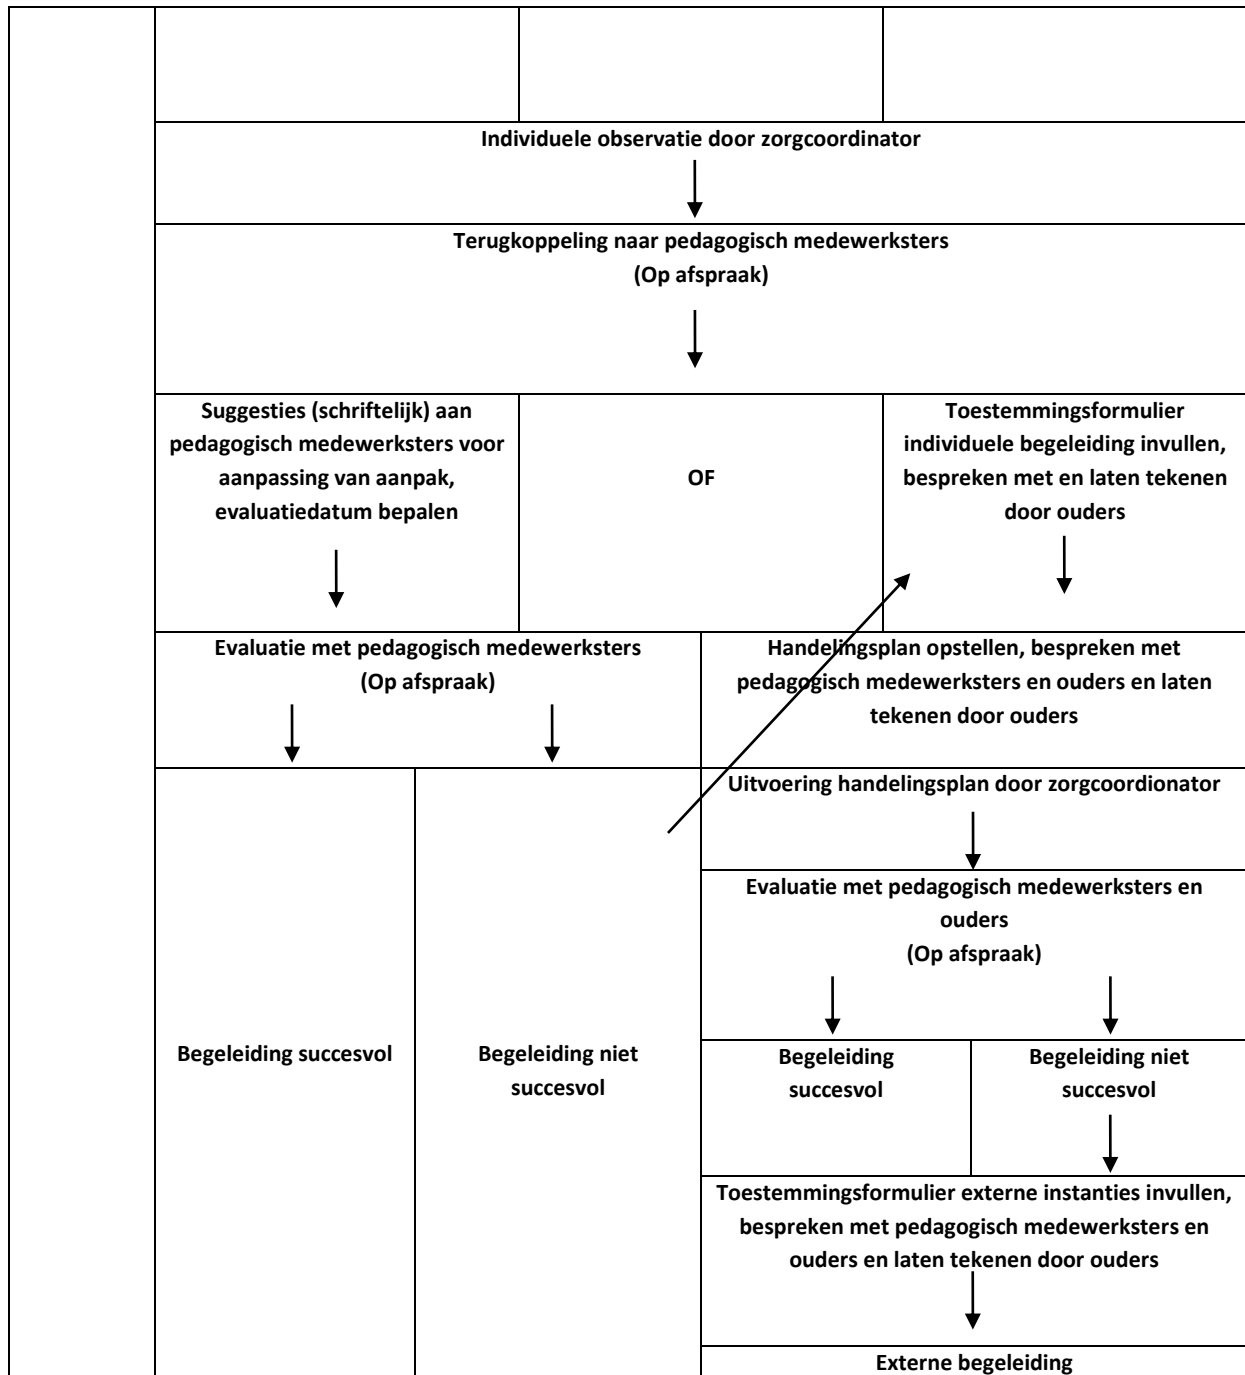 Individuele observatie door zorgcoordinator
Terugkoppeling naar pedagogisch medewerksters
(Op afspraak)
Suggesties (schriftelijk) aan
pedagogisch medewerksters voor
aanpassing van aanpak,
evaluatiedatum bepalen
OF
Toestemmingsformulier
individuele begeleiding invullen,
bespreken met en laten tekenen
door ouders
Evaluatie met pedagogisch medewerksters
(Op afspraak)
Handelingsplan opstellen, bespreken met
pedagogisch medewerksters en ouders en laten
tekenen door ouders
Begeleiding succesvol
Begeleiding niet
succesvol
Uitvoering handelingsplan door zorgcoordionator
Evaluatie met pedagogisch medewerksters en
ouders
(Op afspraak)
Begeleiding
succesvol
Begeleiding niet
succesvol
Toestemmingsformulier externe instanties invullen,
bespreken met pedagogisch medewerksters en
ouders en laten tekenen door ouders
Externe begeleiding